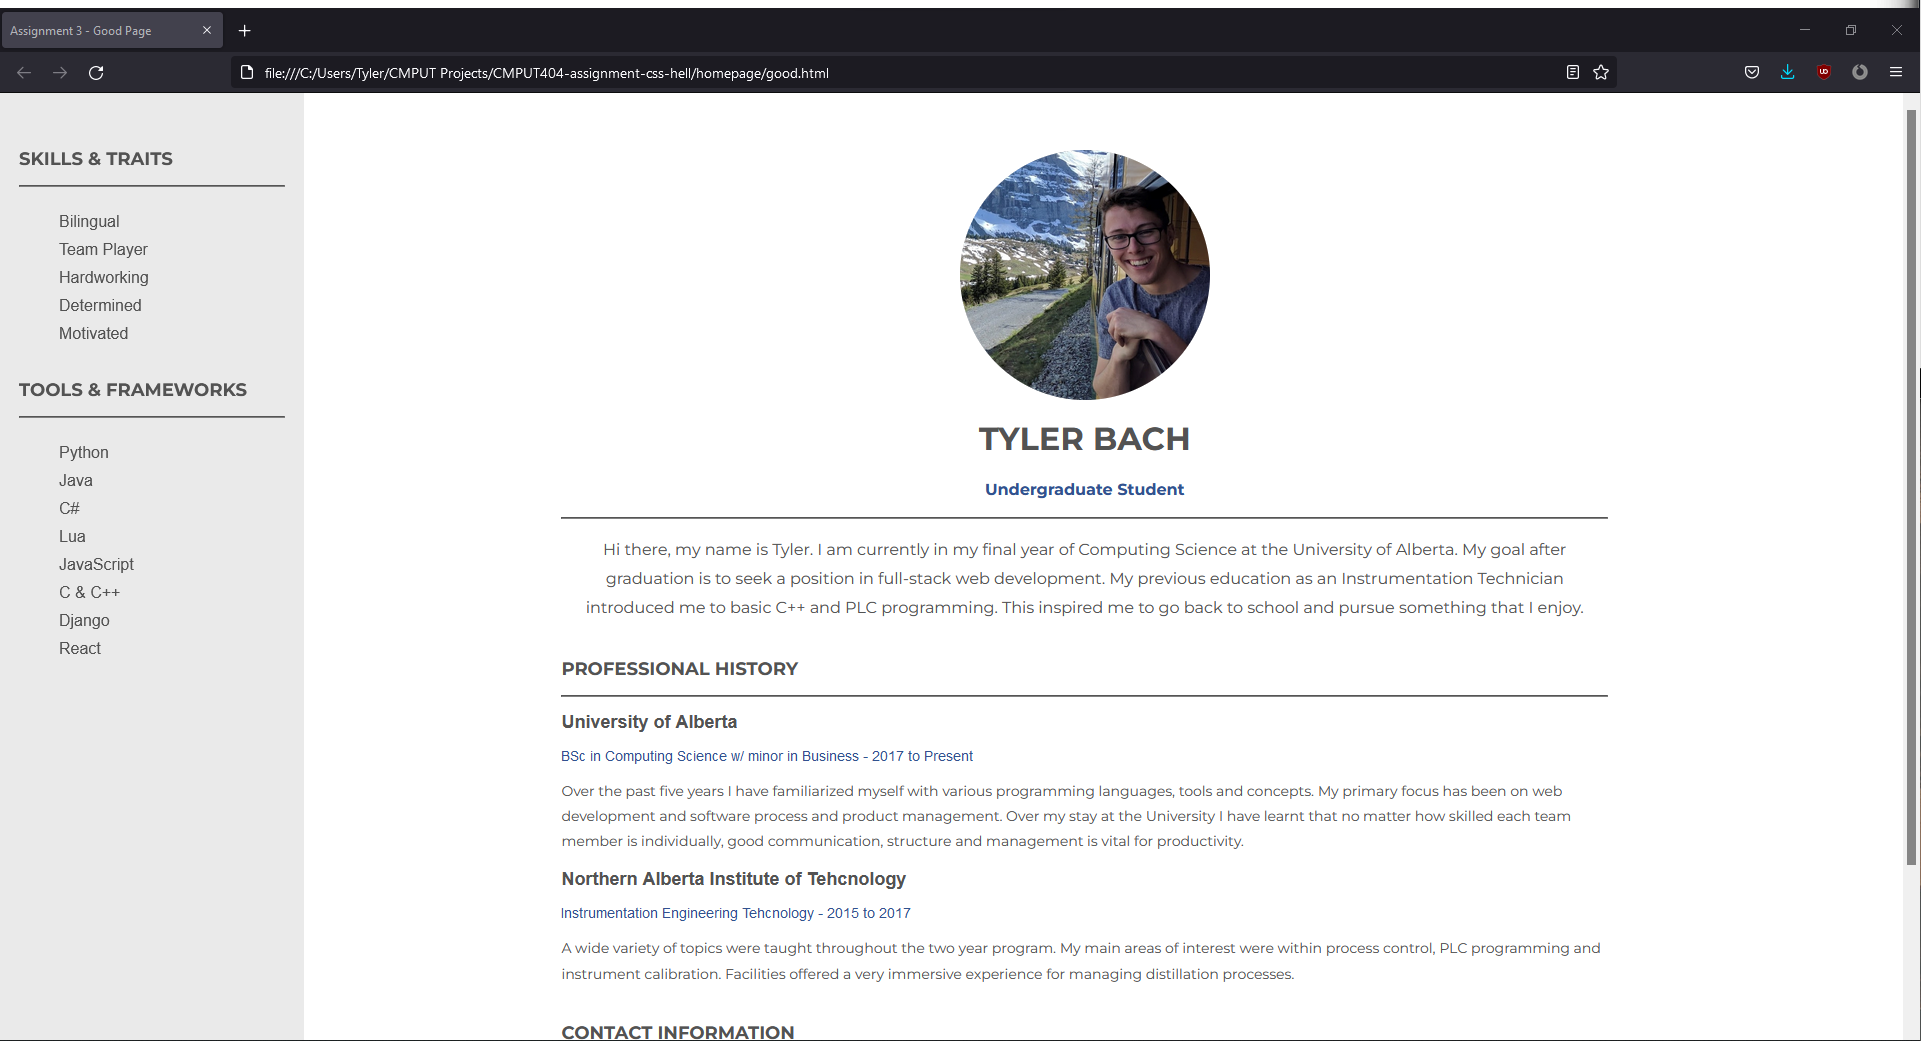 Assignment 3 - Good Page
file:///C:/Users/Tyler/CMPUT Projects/CMPUT404-assignment-css-hell/homepage/good.html
SKILLS & TRAITS
Bilingual
Team Player
Hardworking
Determined
Motivated
TOOLS & FRAMEWORKS
Python
Java
C#
Lua
JavaScript
C & C++
Django
React
TYLER BACH
Undergraduate Student
Hi there, my name is Tyler. I am currently in my final year of Computing Science at the University of Alberta. My goal after
graduation is to seek a position in full-stack web development. My previous education as an Instrumentation Technician
introduced me to basic C++ and PLC programming. This inspired me to go back to school and pursue something that I enjoy.
PROFESSIONAL HISTORY
University of Alberta
BSc in Computing Science w/ minor in Business - 2017 to Present
Over the past five years I have familiarized myself with various programming languages, tools and concepts. My primary focus has been on web
development and software process and product management. Over my stay at the University I have learnt that no matter how skilled each team
member is individually, good communication, structure and management is vital for productivity.
Northern Alberta Institute of Tehcnology
Instrumentation Engineering Tehcnology - 2015 to 2017
A wide variety of topics were taught throughout the two year program. My main areas of interest were within process control, PLC programming and
instrument calibration. Facilities offered a very immersive experience for managing distillation processes.
CONTACT INFORMATION